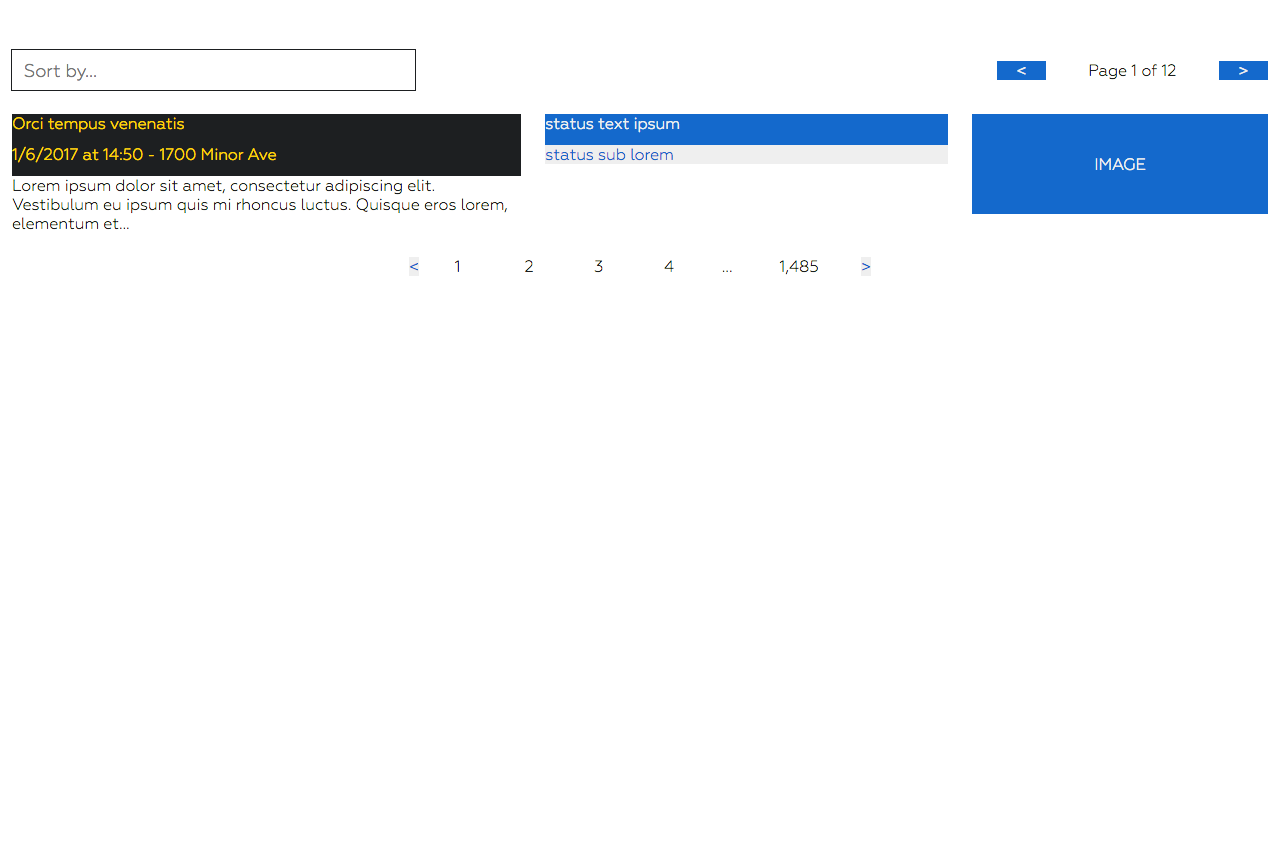 Sort by...
< Page 1 of 12 >
Orci tempus venenatis
1/6/2017 at 14:50 - 1700 Minor Ave
Lorem ipsum dolor sit amet, consectetur adipiscing elit.
Vestibulum eu ipsum quis mi rhoncus luctus. Quisque eros lorem,
elementum et...
status text ipsum
status sub lorem
IMAGE
< 1 2 3 4 ... 1,485 >